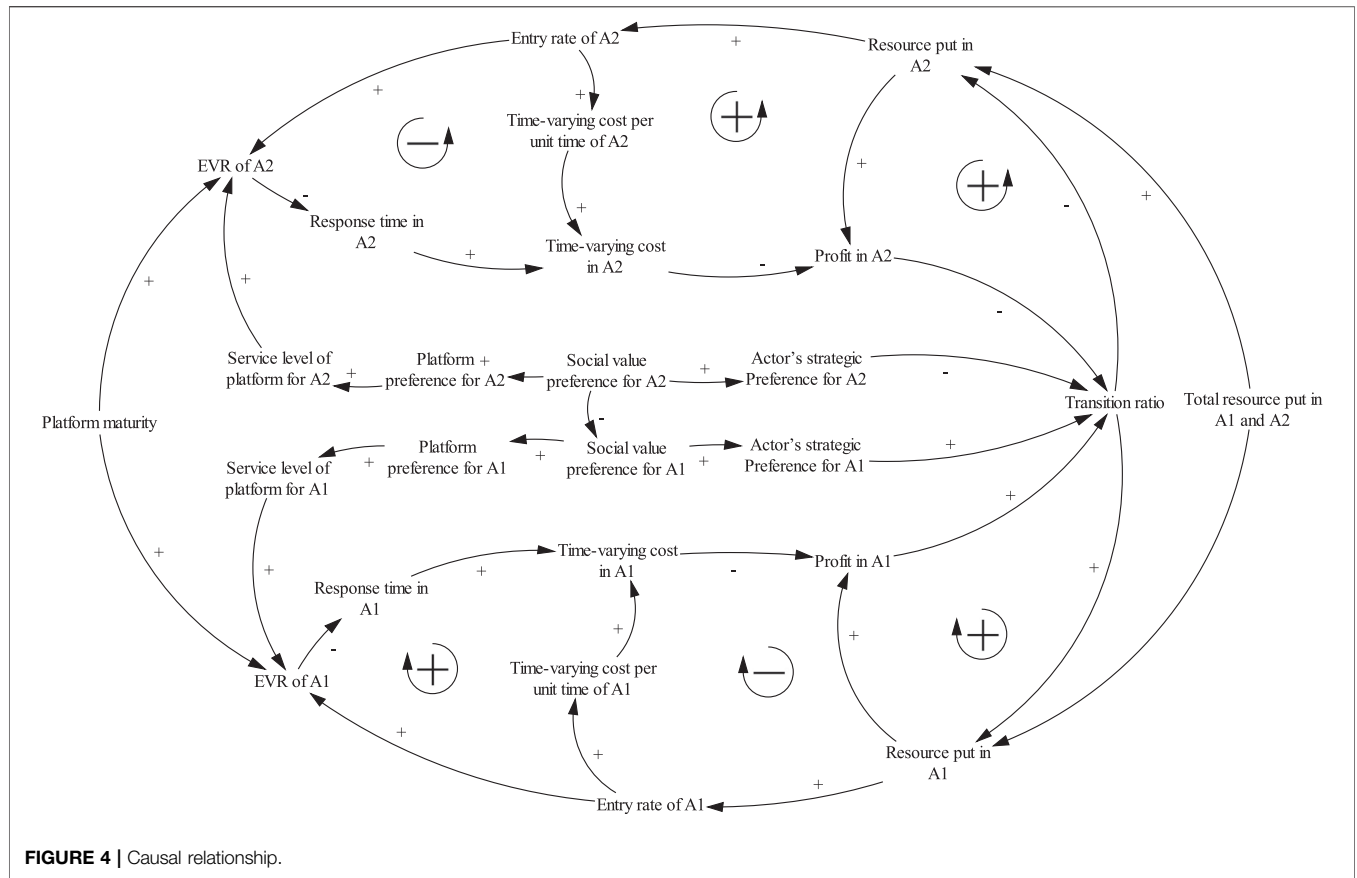 Entry rate of A2
+
Resource put in
A2
+
+
Time-varying cost per
unit time of A2
+
EVR of A2
-
Response time in
A2
+
+
Time-varying cost
in A2
-
+
Profit in A2
-
-
+
+
+
Service level of
platform for A2
+
Platform +
preference for A2
Social value
preference for A2
+
Actor's strategic
Preference for A2
-
Transition ratio
Total resource put in
A1 and A2
Platform maturity
-
Service level of
platform for A1
+
Platform
preference for A1
+
Social value
preference for A1
+
Actor's strategic
Preference for A1
+
+
+
+
Response time in
A1
+
Time-varying cost
in A1
-
Profit in A1
+
-
EVR of A1
+
+
+
Time-varying cost per
unit time of A1
-
+
+
+
Resource put in
A1
+
Entry rate of A1
+
FIGURE 4 | Causal relationship.